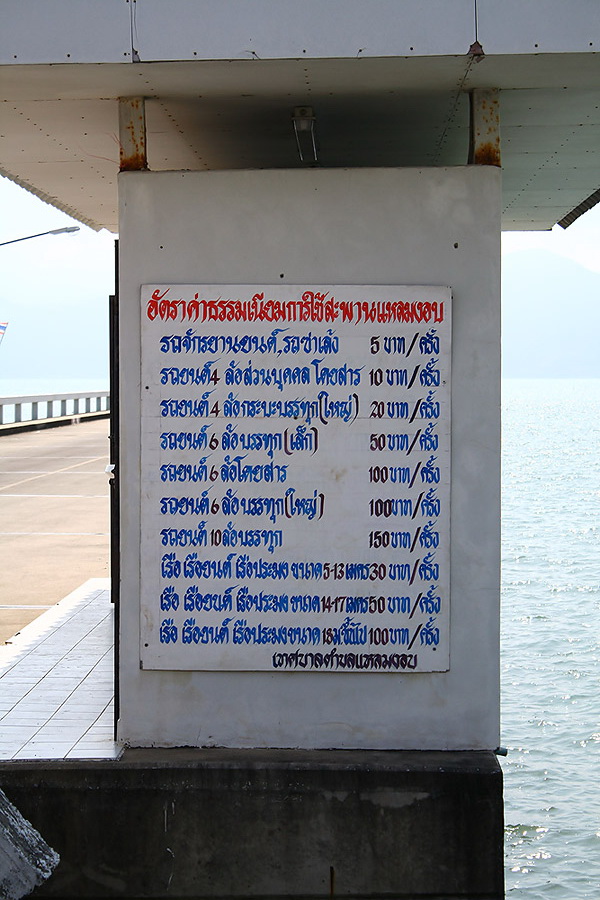 อัตราค่าธรรมเนียมการใช้สะพานแหลมงอบ
รถจักรยานยนต์,รถซาเล้ง 5 บาท/ครั้ง
รถยนต์ 4 ล้อส่วนบุคคล โดยสาร 10 บาท/ครั้ง
รถยนต์ 4 ล้อกระบะบรรทุก(ใหญ่) 20 บาท/ครั้ง
รถยนต์ 6 ล้อบรรทุก(เล็ก) 50 บาท/ครั้ง
รถยนต์ 6 ล้อโดยสาร 100 บาท/ครั้ง
รถยนต์ 6 ล้อบรรทุก(ใหญ่) 100 บาท/ครั้ง
รถยนต์ 10 ล้อบรรทุก 150 บาท/ครั้ง
เรือ เรือยนต์ เรือประมง ขนาด 5-13 เมตร 30 บาท/ครั้ง
เรือ เรือยนต์ เรือประมง ขนาด 14-17 เมตร 50 บาท/ครั้ง
เรือ เรือยนต์ เรือประมง ขนาด 18 ม.ขึ้นไป 100 บาท/ครั้ง
เทศบาลตำบลแหลมงอบ